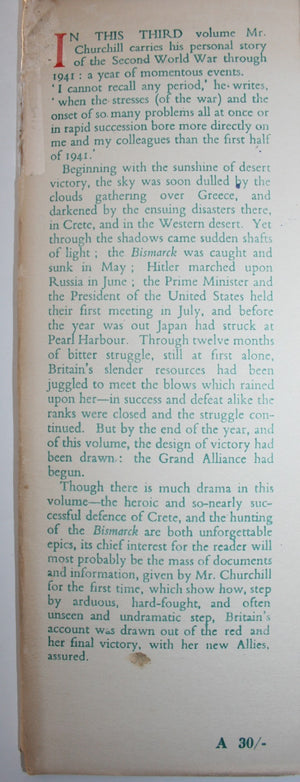 IN THIS THIRD volume Mr.
Churchill carries his personal story
of the Second World War through
1941 : a year of momentous events.
'I cannot recall any period,' he writes,
'when the stresses (of the war) and the
onset of so many problems all at once or
in rapid succession bore more directly on
me and my colleagues than the first half
of 1941.'
Beginning with the sunshine of desert
victory, the sky was soon dulled by the
clouds gathering over Greece, and
darkened by the ensuing disasters there,
in Crete, and in the Western desert. Yet
through the shadows came sudden shafts
of light ; the Bismarck was caught and
sunk in May ; Hitler marched upon
Russia in June ; the Prime Minister and
the President of the United States held
their first meeting in July, and before
the year was out Japan had struck at
Pearl Harbour. Through twelve months
of bitter struggle, still at first alone,
Britain's slender resources had been
juggled to meet the blows which rained
upon her—in success and defeat alike the
ranks were closed and the struggle con-
tinued. But by the end of the year, and
of this volume, the design of victory had
been drawn : the Grand Alliance had
begun.
Though there is much drama in this
volume—the heroic and so-nearly suc-
cessful defence of Crete, and the hunting
of the Bismarck are both unforgettable
epics, its chief interest for the reader will
most probably be the mass of documents
and information, given by Mr. Churchill
for the first time, which show how, step
by arduous, hard-fought, and often
unseen and undramatic step, Britain's
account was drawn out of the red and
her final victory, with her new Allies,
assured.
A 30/-